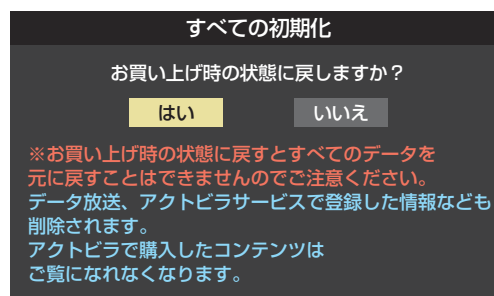 すべての初期化
お買い上げ時の状態に戻しますか？
はい いいえ
※お買い上げ時の状態に戻すとすべてのデータを
元に戻すことはできませんのでご注意ください。
データ放送、アクトビラサービスで登録した情報なども
削除されます。
アクトビラで購入したコンテンツは
ご覧になれなくなります。